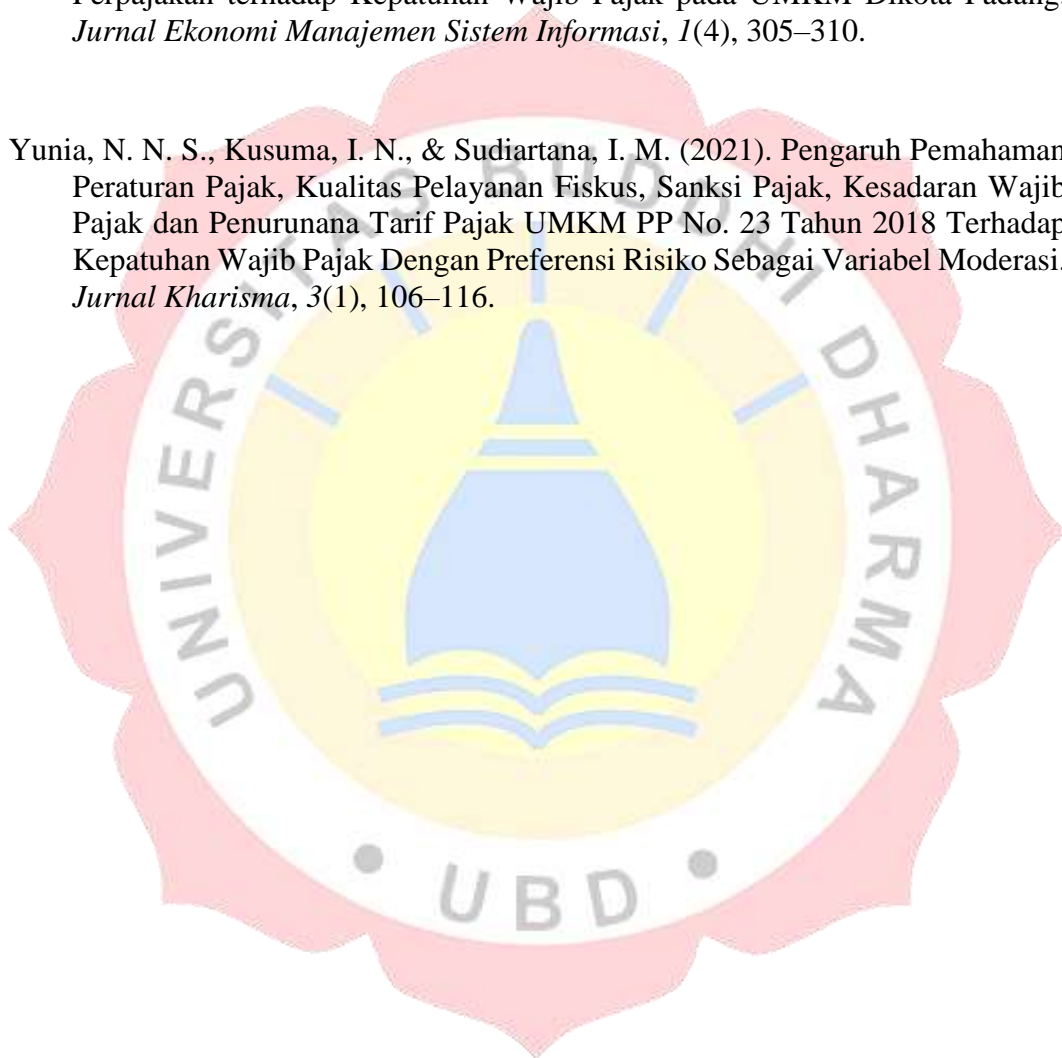 Perpajakan terhadap Kepatuhan Wajib Pajak pada UMKM Dikota Padang.
Jurnal Ekonomi Manajemen Sistem Informasi, 1(4), 305–310.
Yunia, N. N. S., Kusuma, I. N., & Sudiartana, I. M. (2021). Pengaruh Pemahaman
Peraturan Pajak, Kualitas Pelayanan Fiskus, Sanksi Pajak, Kesadaran Wajib
Pajak dan Penurunana Tarif Pajak UMKM PP No. 23 Tahun 2018 Terhadap
Kepatuhan Wajib Pajak Dengan Preferensi Risiko Sebagai Variabel Moderasi.
Jurnal Kharisma, 3(1), 106–116.
UNIVERSITAS BUDDHI DHARMA
• UBD •